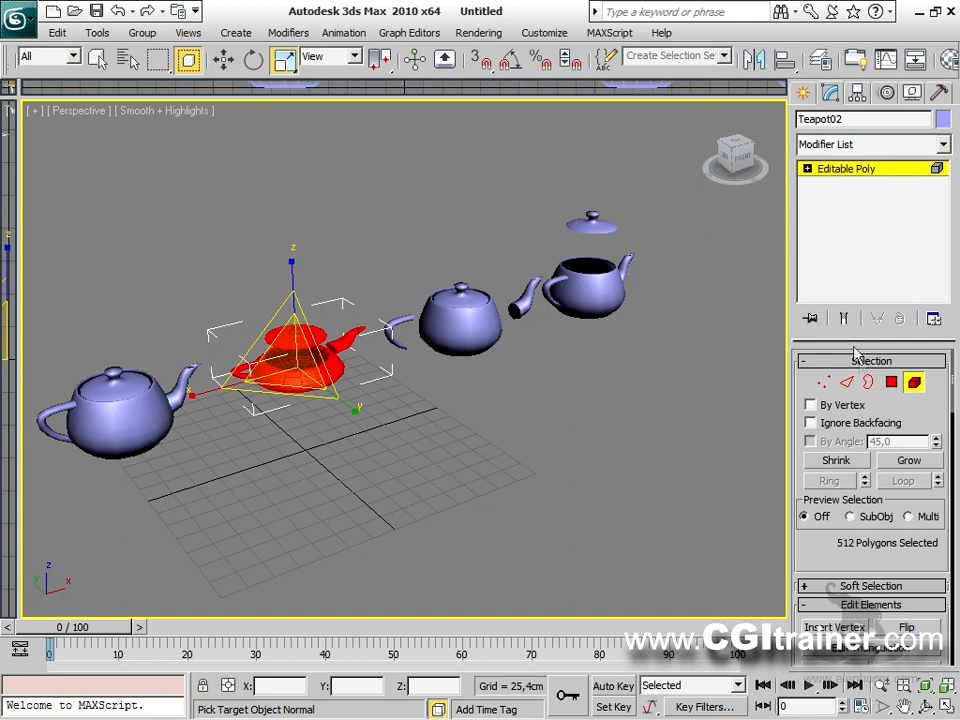 Autodesk 3ds Max 2010 x64 Untitled
Type a keyword or phrase
Edit Tools Group Views Create Modifiers Animation Graph Editors Rendering Customize MAXScript Help
All
View
3
Create Selection Se
[ + ] [ Perspective ] [ Smooth + Highlights ]
FRONT
Teapot02
Modifier List
Editable Poly
z
x
y
Selection
By Vertex
Ignore Backfacing
By Angle: 45,0
Shrink Grow
Ring Loop
Preview Selection
Off SubObj Multi
512 Polygons Selected
Soft Selection
Edit Elements
Insert Vertex Flip
z
y x
0 / 100
www.CGItrainer.com
0 10 20 30 40 50 60 70 80 90 100
X: Y: Z: Grid = 25,4cm
Auto Key Selected
Welcome to MAXScript.
Pick Target Object Normal
Add Time Tag
Set Key Key Filters...
0